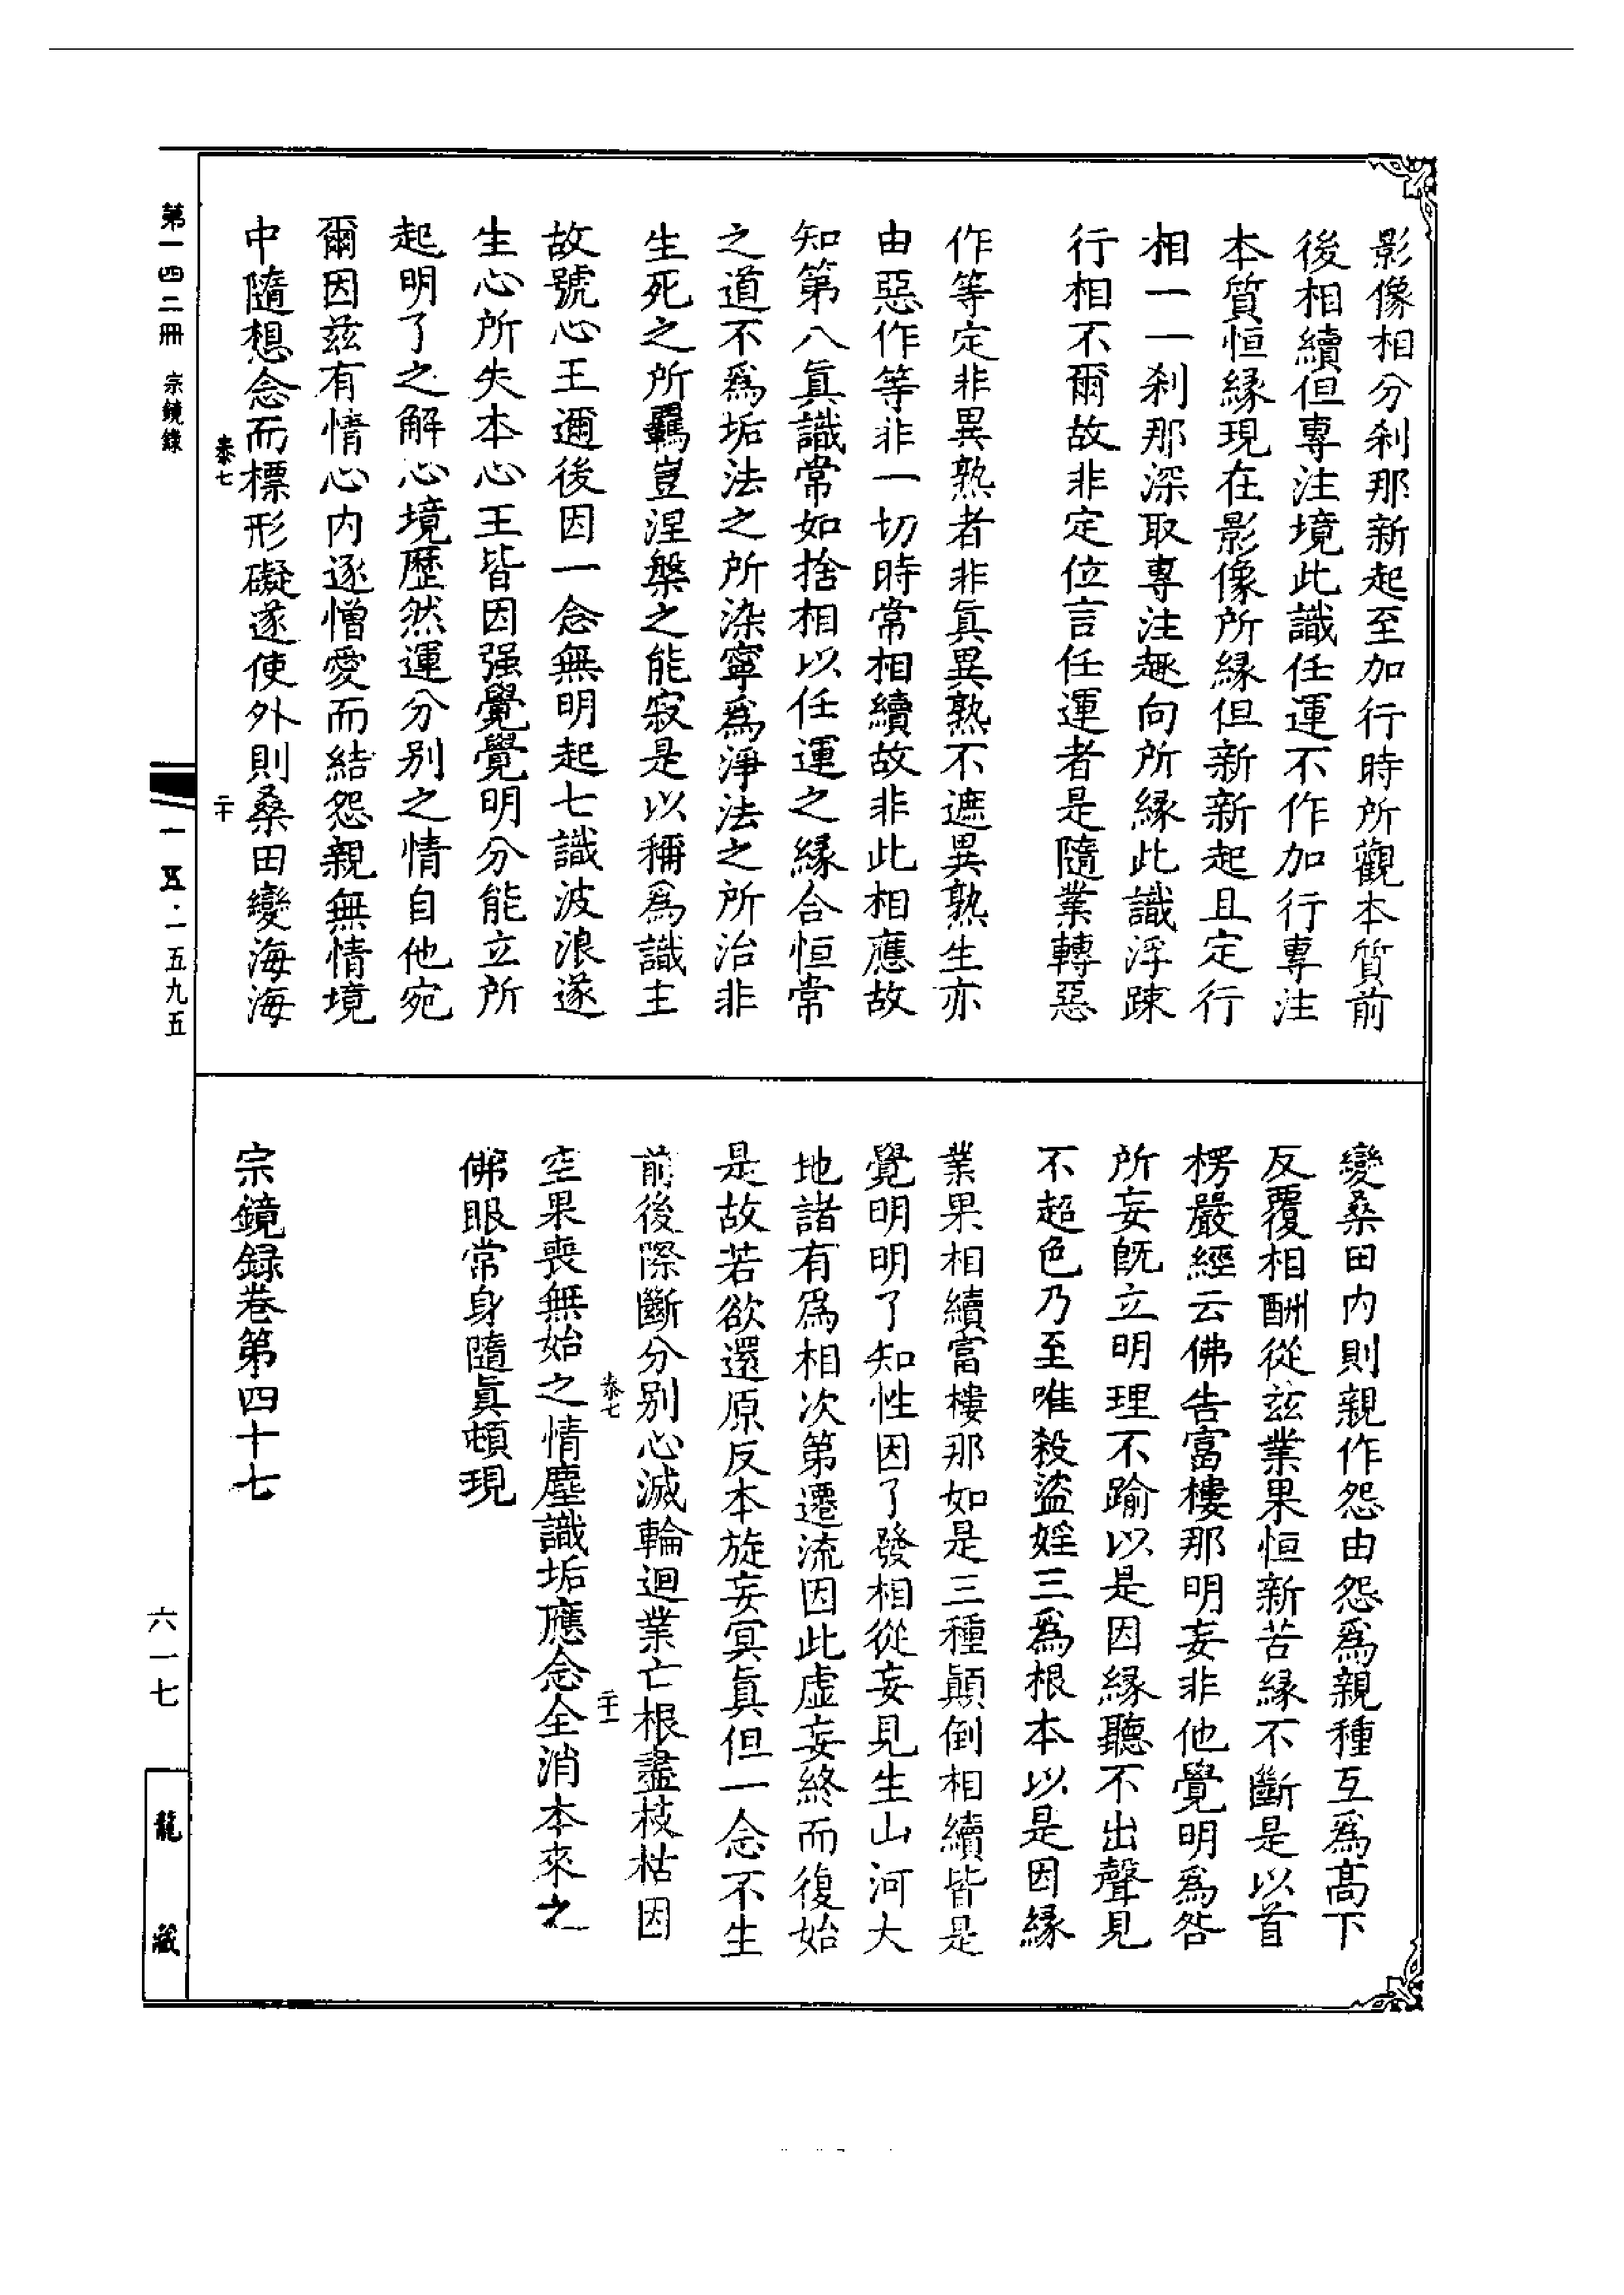 影像相分刹那新起至加行時所觀本質前
後相續但專注境此識任運不作加行專注
本質恒緣現在影像所緣但新新起且定行
相一一刹那深取專注趣向所緣此識浮踈
行相不爾故非定位言任運者是隨業轉惡
作等定非異熟者非眞異熟不遮異熟生亦
由惡作等非一切時常相續故非此相應故
知第八眞識常如捨相以任運之緣合恒常
之道不爲垢法之所染寧爲淨法之所治非
生死之所羈豈涅槃之能寂是以稱爲識主
故號心王邇後因一念無明起七識波浪遂
生心所失本心王皆因强覺覺明分能立所
起明了之解心境歷然運分别之情自他宛
爾因兹有情心内逐憎愛而結怨親無情境
中隨想念而標形礙遂使外則桑田變海海
變桑田内則親作怨由怨爲親種互爲高下
反覆相酬從兹業果恒新苦緣不斷是以首
楞嚴經云佛告富樓那明妄非他覺明爲咎
所妄旣立明理不踰以是因緣聽不出聲見
不超色乃至唯殺盜婬三爲根本以是因緣
業果相續富樓那如是三種顛倒相續皆是
覺明明了知性因了發相從妄見生山河大
地諸有爲相次第遷流因此虛妄終而復始
是故若欲還原反本旋妄冥眞但一念不生
前後際斷分别心滅輪迴業亡根盡枝枯因
空果喪無始之情塵識垢應念全消本來之
佛眼常身隨眞頓現
宗鏡録卷第四十七
泰七
二十
泰七
二十一
第一四二冊 宗鏡錄
一五·一五九五
六一七
龍藏